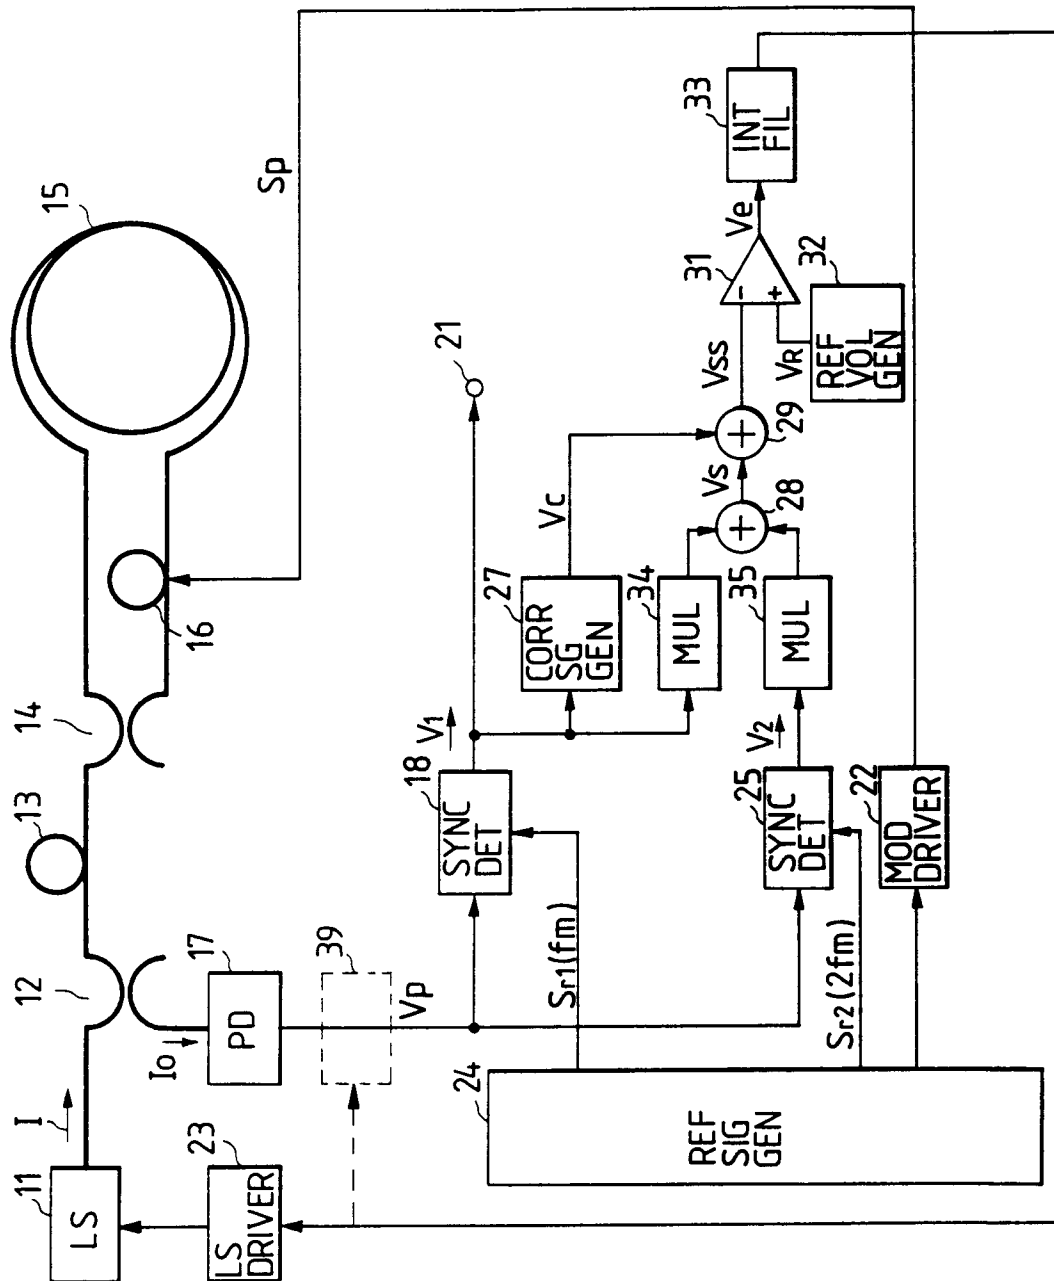 11
LS
I
12
13
14
15
16
Sp
Io
17
PD
23
LS
DRIVER
39
Vp
18
SYNC
DET
V1
21
Sr1(fm)
27
CORR
SG
GEN
Vc
34
MUL
28
Vs
29
Vss
31
-
+
Ve
33
INT
FIL
VR
32
REF
VOL
GEN
35
MUL
V2
25
SYNC
DET
Sr2(2fm)
22
MOD
DRIVER
24
REF
SIG
GEN
+
+